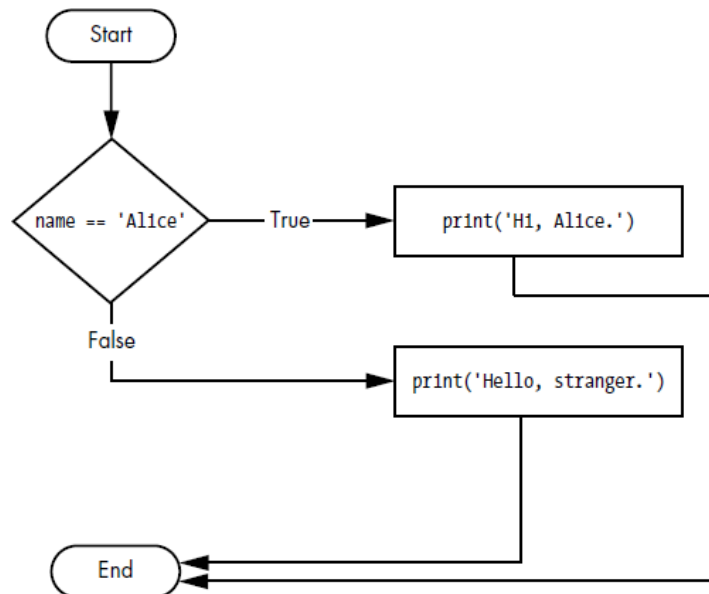 Start
name == 'Alice'
True
print('Hi, Alice.')
False
print('Hello, stranger.')
End